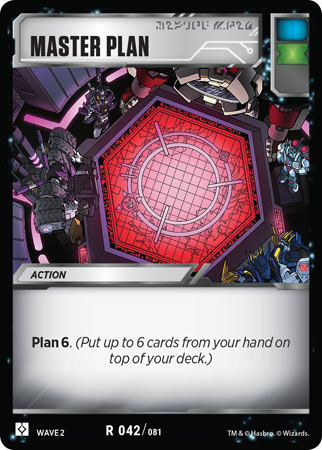 MASTER PLAN
ACTION
Plan 6. (Put up to 6 cards from your hand on
top of your deck.)
WAVE 2
R 042/081
TM & © Hasbro. © Wizards.